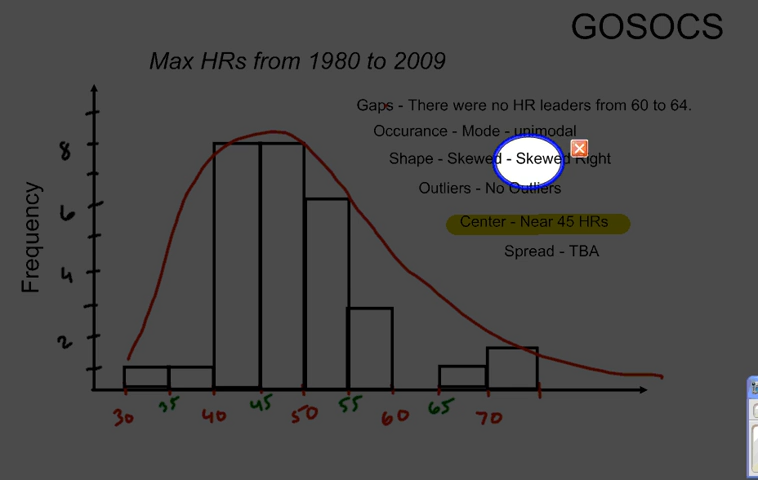 GOSOCS
Max HRs from 1980 to 2009
Gaps - There were no HR leaders from 60 to 64.
Occurance - Mode - unimodal
Shape - Skewed - Skewed Right
Outliers - No Outliers
Center - Near 45 HRs
Spread - TBA
Frequency
8
6
4
2
30 35 40 45 50 55 60 65 70